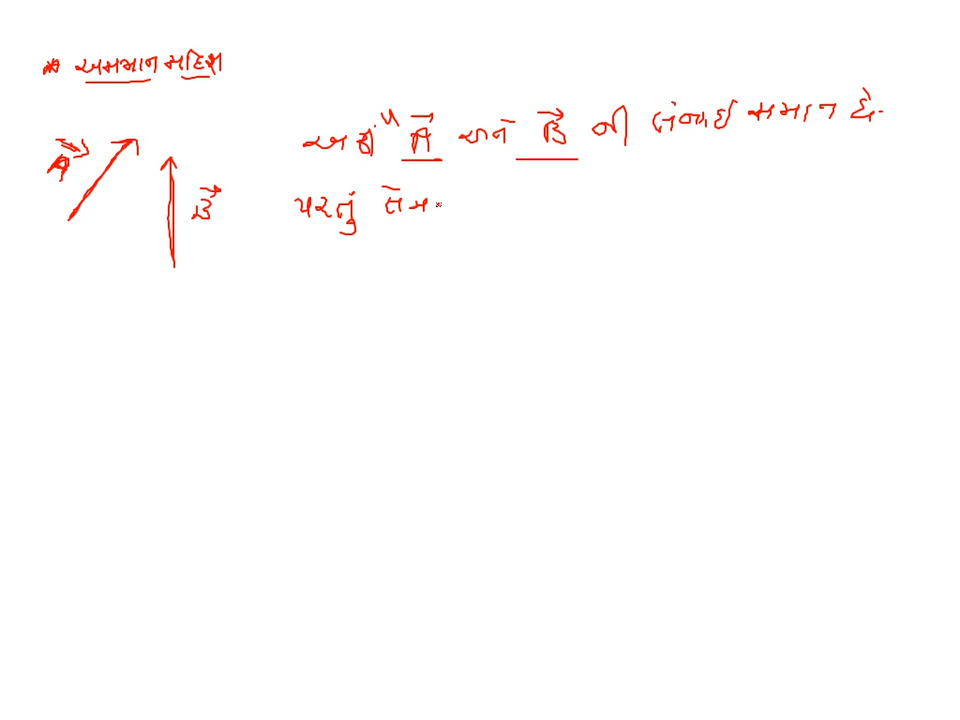 * અસમાન સદિશ
A⃗
B⃗
અહીં A⃗ અને B⃗ ની લંબાઈ સમાન છે.
પરંતુ તેમ